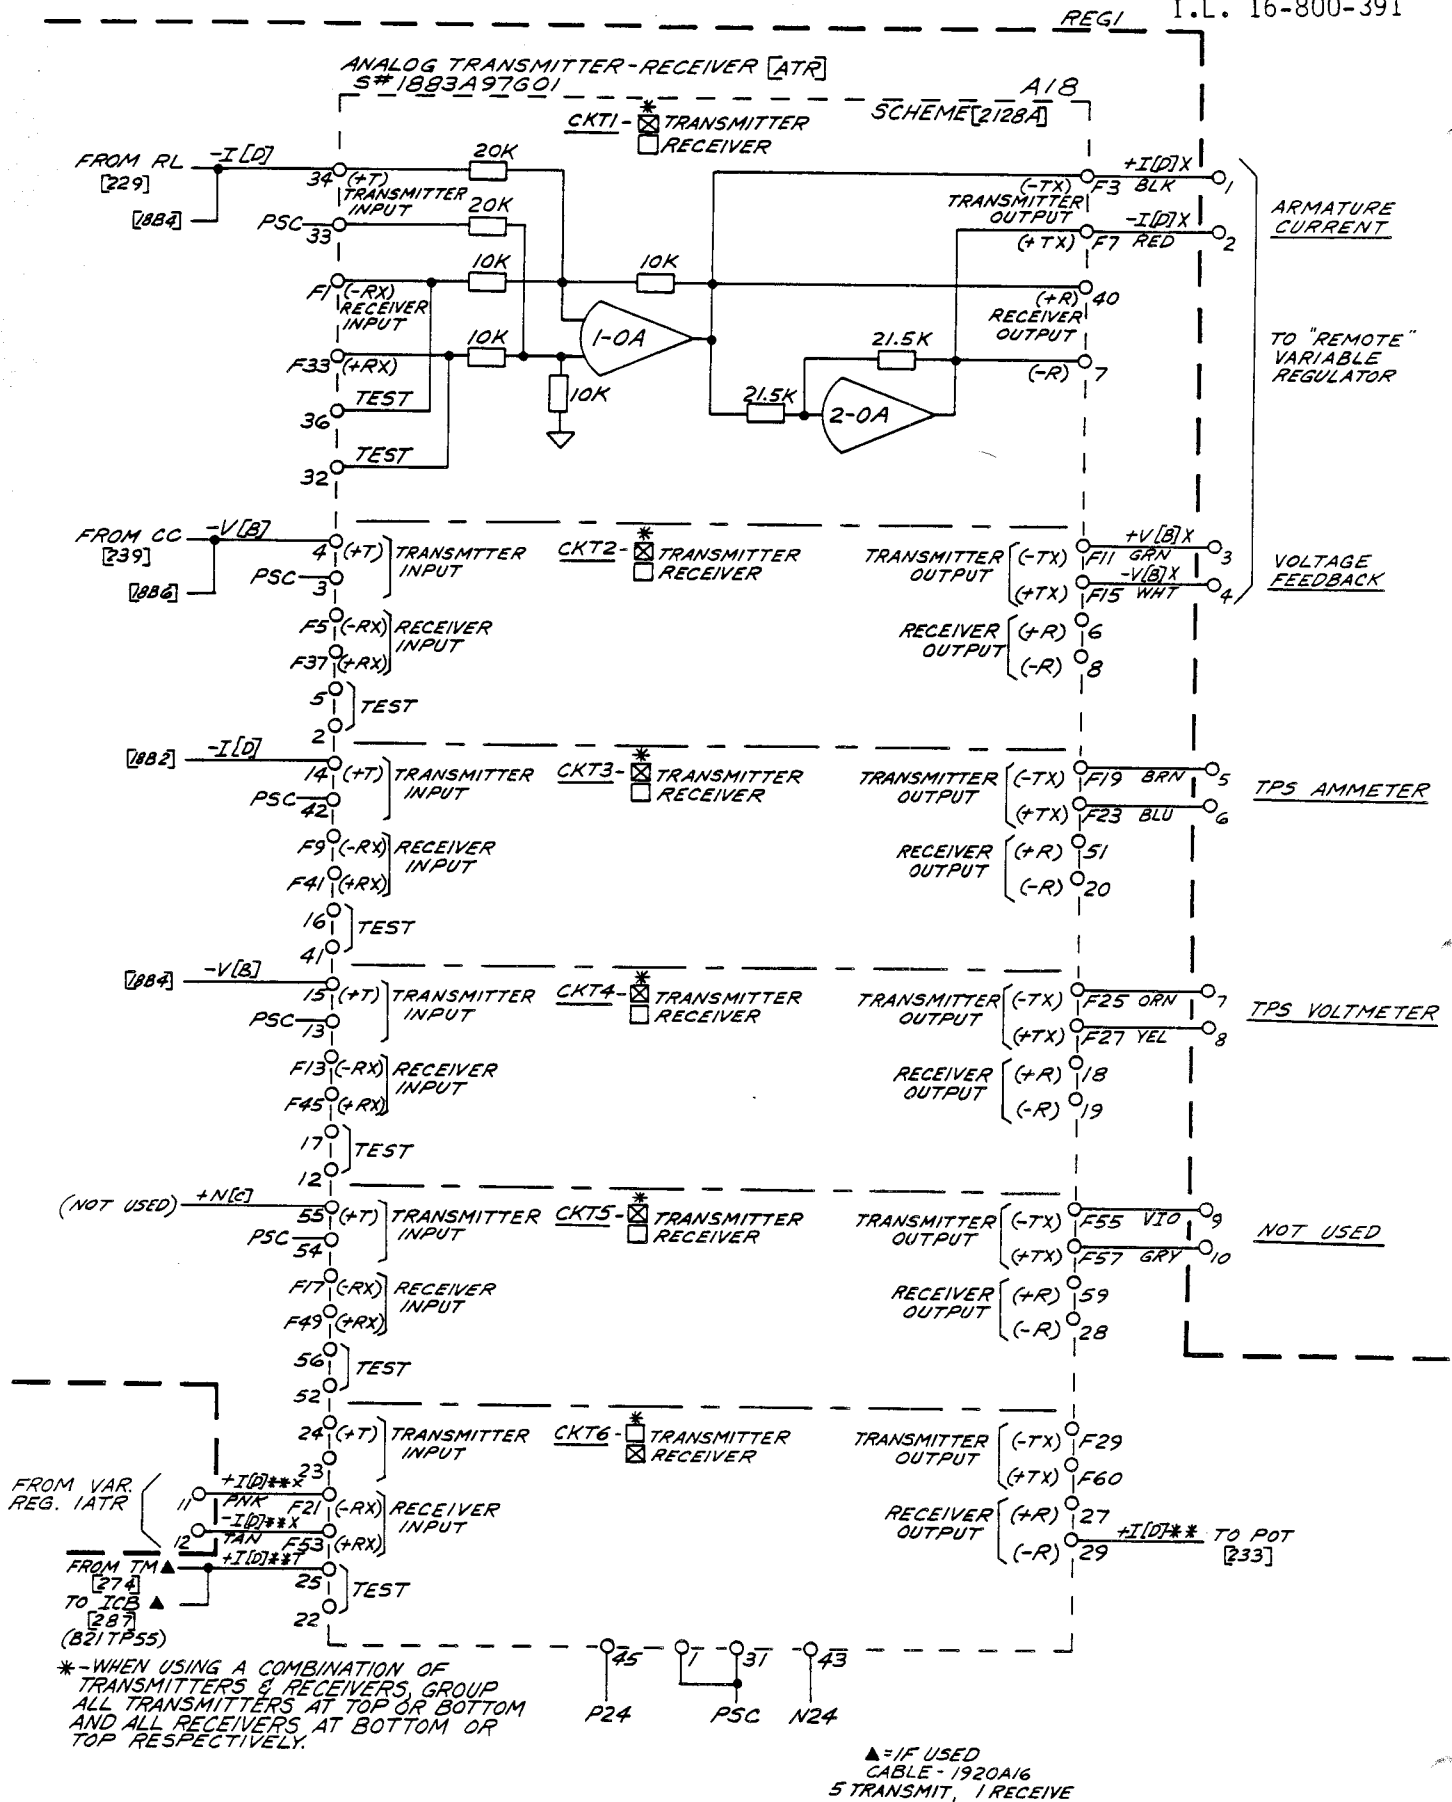 I.L. 16-800-391
REG1
ANALOG TRANSMITTER-RECEIVER [ATR]
S# 1883A97G01
A18
SCHEME [2128A]
*
CKT1 - ☒ TRANSMITTER
☐ RECEIVER
FROM RL
[229]
-I[D]
[18B4]
34
(+T)
TRANSMITTER
INPUT
20K
PSC
33
20K
F1
(-RX)
RECEIVER
INPUT
10K
10K
F33
(+RX)
10K
10K
1-OA
TEST
36
TEST
32
21.5K
21.5K
2-OA
(-TX)
TRANSMITTER
OUTPUT
(+TX)
F3
+I[D]X
BLK
1
F7
-I[D]X
RED
2
(+R)
40
RECEIVER
OUTPUT
(-R)
7
ARMATURE
CURRENT
TO "REMOTE"
VARIABLE
REGULATOR
FROM CC
[239]
-V[B]
[18B6]
4
(+T)
TRANSMTTER
INPUT
PSC
3
F5
(-RX)
RECEIVER
INPUT
F37
(+RX)
5
TEST
2
*
CKT2 - ☒ TRANSMITTER
☐ RECEIVER
TRANSMITTER
OUTPUT
(-TX)
F11
+V[B]X
GRN
3
(+TX)
F15
-V[B]X
WHT
4
VOLTAGE
FEEDBACK
RECEIVER
OUTPUT
(+R)
6
(-R)
8
[18B2]
-I[D]
14
(+T)
TRANSMITTER
INPUT
PSC
42
F9
(-RX)
RECEIVER
INPUT
F41
(+RX)
16
TEST
41
*
CKT3 - ☒ TRANSMITTER
☐ RECEIVER
TRANSMITTER
OUTPUT
(-TX)
F19
BRN
5
(+TX)
F23
BLU
6
TPS AMMETER
RECEIVER
OUTPUT
(+R)
51
(-R)
20
[18B4]
-V[B]
15
(+T)
TRANSMITTER
INPUT
PSC
13
F13
(-RX)
RECEIVER
INPUT
F45
(+RX)
17
TEST
12
*
CKT4 - ☒ TRANSMITTER
☐ RECEIVER
TRANSMITTER
OUTPUT
(-TX)
F25
ORN
7
(+TX)
F27
YEL
8
TPS VOLTMETER
RECEIVER
OUTPUT
(+R)
18
(-R)
19
(NOT USED)
+N[C]
55
(+T)
TRANSMITTER
INPUT
PSC
54
F17
(-RX)
RECEIVER
INPUT
F49
(+RX)
56
TEST
52
*
CKT5 - ☒ TRANSMITTER
☐ RECEIVER
TRANSMITTER
OUTPUT
(-TX)
F55
VIO
9
(+TX)
F57
GRY
10
NOT USED
RECEIVER
OUTPUT
(+R)
59
(-R)
28
24
(+T)
TRANSMITTER
INPUT
23
FROM VAR.
REG. 1ATR
11
+I[D]**X
PNK
F21
(-RX)
RECEIVER
INPUT
12
-I[D]**X
TAN
F53
(+RX)
FROM TM ▲
[274]
+I[D]**T
25
TEST
22
TO ICB ▲
[287]
(B21TP55)
*
CKT6 - ☐ TRANSMITTER
☒ RECEIVER
TRANSMITTER
OUTPUT
(-TX)
F29
(+TX)
F60
RECEIVER
OUTPUT
(+R)
27
(-R)
29
+I[D]**
TO POT
[233]
45
P24
1
31
PSC
43
N24
* - WHEN USING A COMBINATION OF
TRANSMITTERS & RECEIVERS, GROUP
ALL TRANSMITTERS AT TOP OR BOTTOM
AND ALL RECEIVERS AT BOTTOM OR
TOP RESPECTIVELY.
▲ = IF USED
CABLE - 1920A16
5 TRANSMIT, 1 RECEIVE